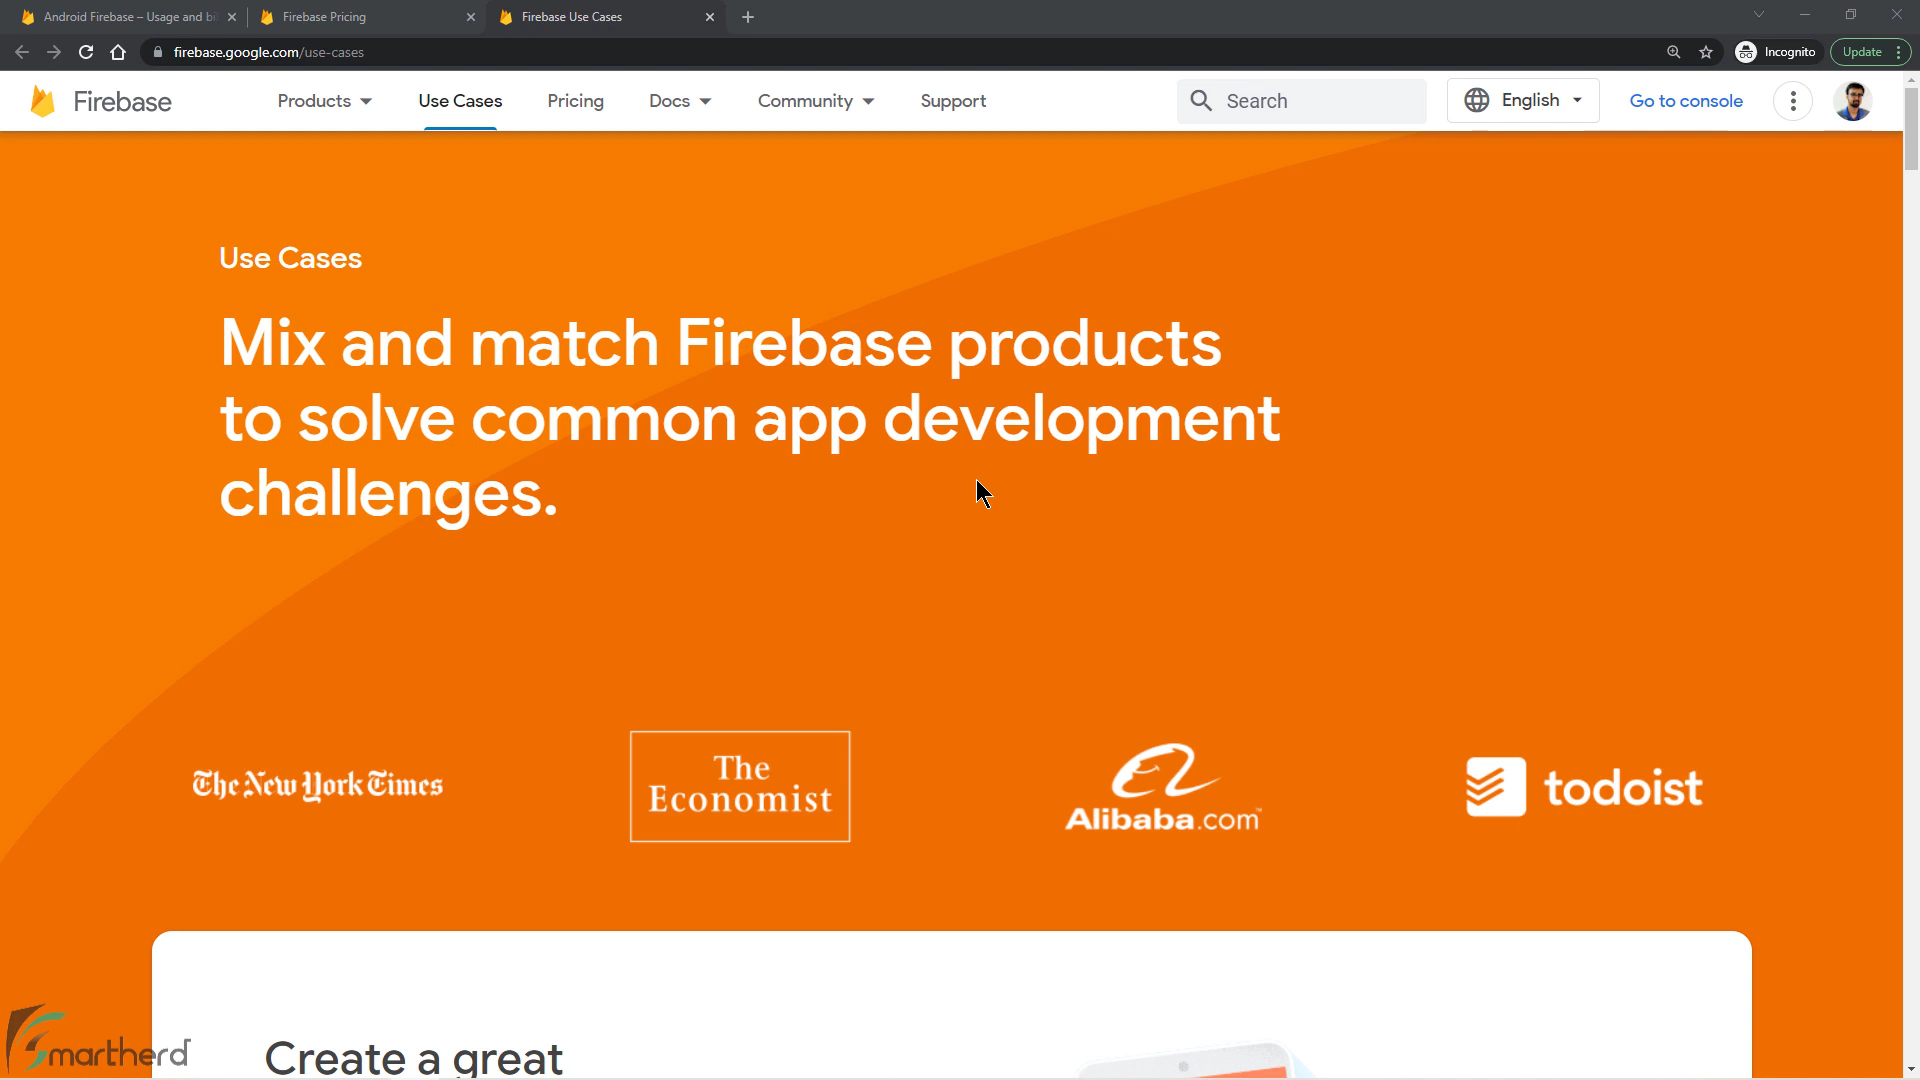 Android Firebase – Usage and bi
Firebase Pricing
Firebase Use Cases
firebase.google.com/use-cases
Incognito
Update
Firebase
Products
Use Cases
Pricing
Docs
Community
Support
Search
English
Go to console
Use Cases
Mix and match Firebase products
to solve common app development
challenges.
The New York Times
The
Economist
Alibaba.com
todoist
Smartherd
Create a great